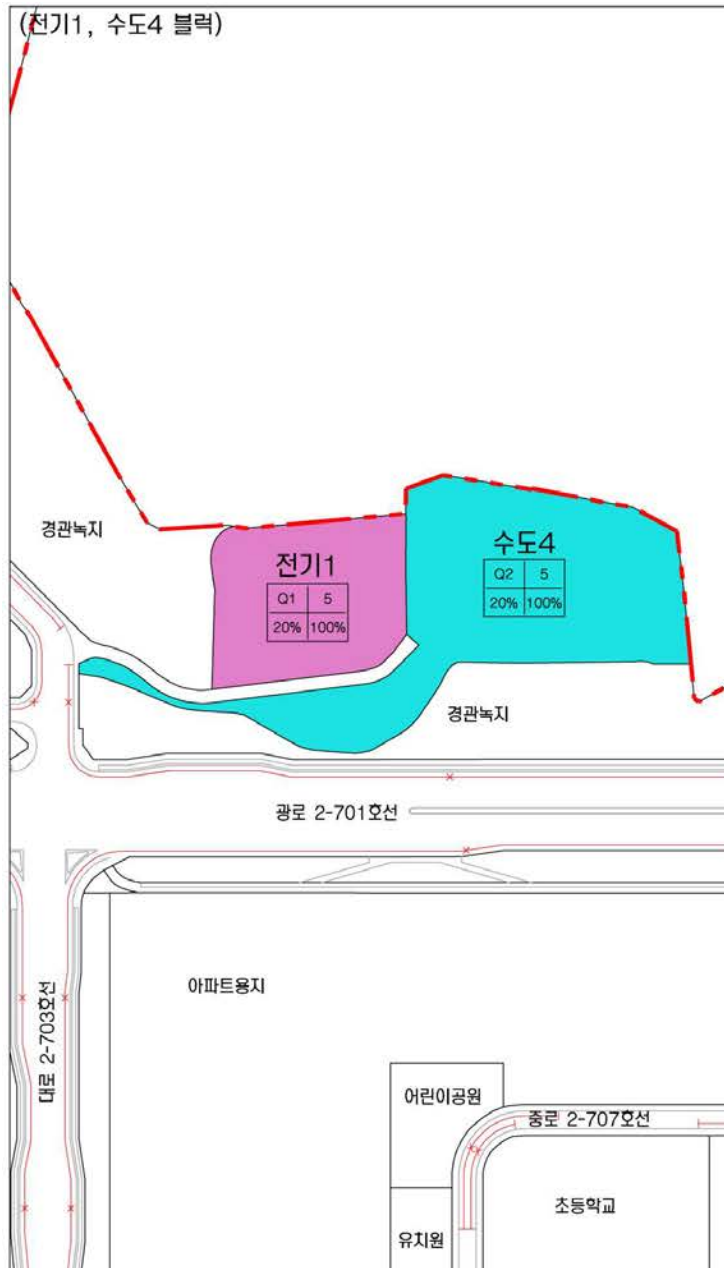 (전기1, 수도4 블럭)
경관녹지
전기1
Q1 5
20% 100%
수도4
Q2 5
20% 100%
경관녹지
광로 2-701호선
아파트용지
대로 2-703호선
어린이공원
중로 2-707호선
초등학교
유치원